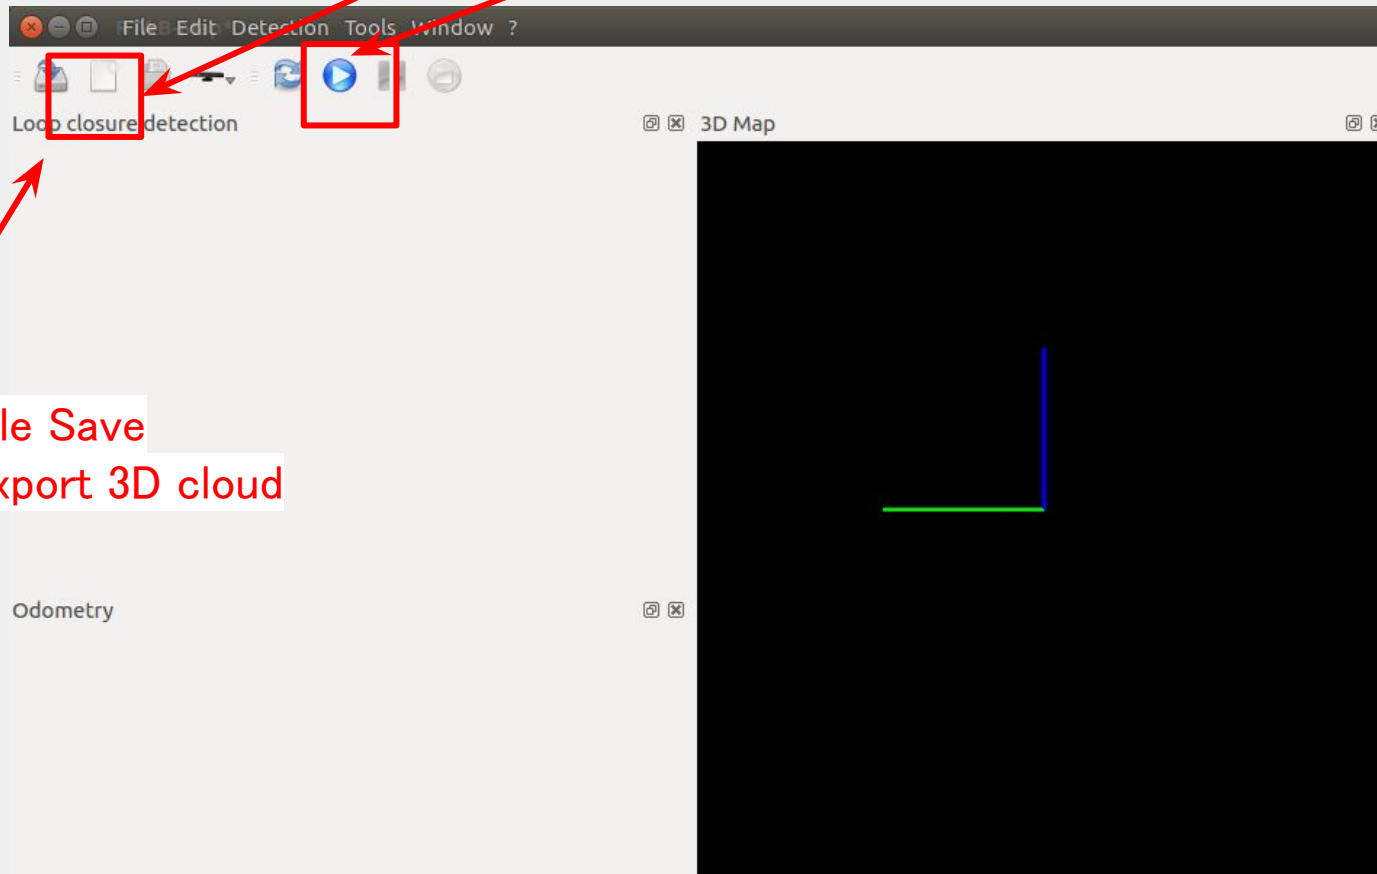 File Edit Detection Tools Window ?
Loop closure detection
3D Map
le Save
xport 3D cloud
Odometry